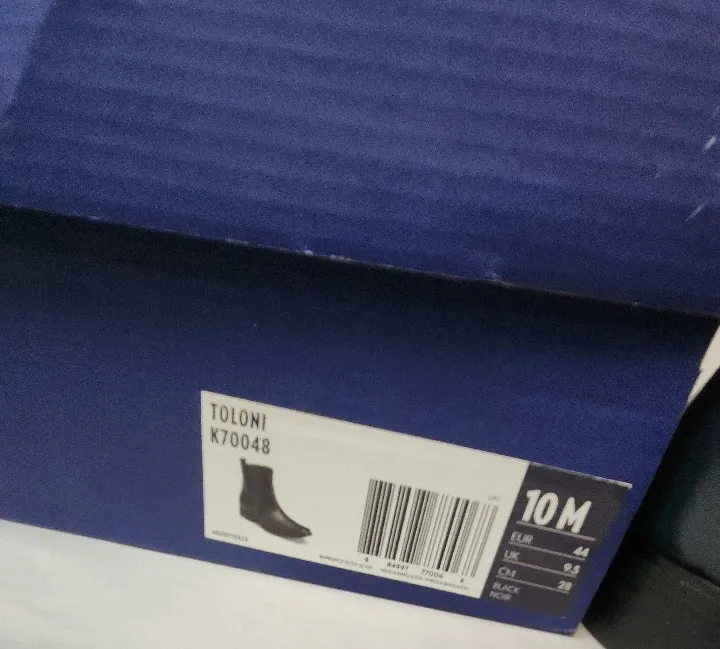 TOLONI
K70048
10 M
EUR 44
UK 9.5
CM 28
BLACK
NOIR